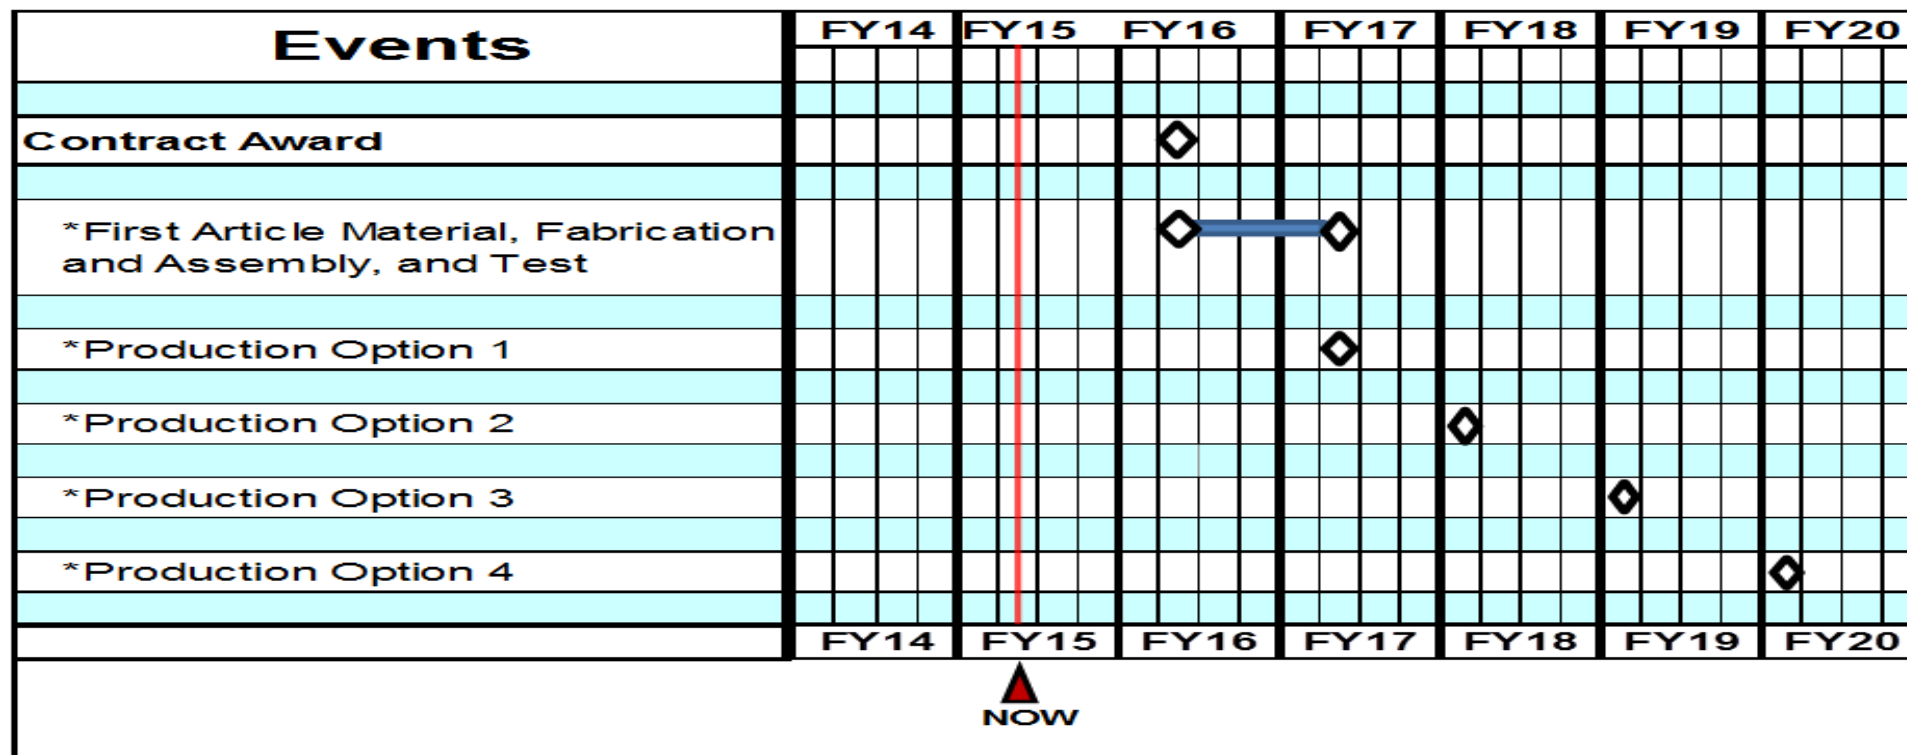 Events FY14 FY15 FY16 FY17 FY18 FY19 FY20
Contract Award
*First Article Material, Fabrication
and Assembly, and Test
*Production Option 1
*Production Option 2
*Production Option 3
*Production Option 4
FY14 FY15 FY16 FY17 FY18 FY19 FY20
NOW